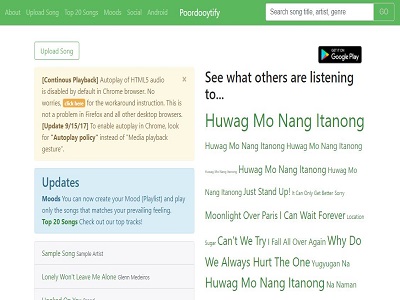 About Upload Song Top 20 Songs Moods Social Android Poordooytify Search song title, artist, genre GO
Upload Song
GET IT ON
Google Play
[Continous Playback] Autoplay of HTML5 audio ×
is disabled by default in Chrome browser. No
worries, click here for the workaround instruction. This is
not a problem in Firefox and all other desktop browsers.
[Update 9/15/17] To enable autoplay in Chrome, look
for "Autoplay policy" instead of "Media playback
gesture".
Updates
Moods You can now create your Mood (Playlist) and play
only the songs that matches your prevailing feeling.
Top 20 Songs Check out our top tracks!
Sample Song Sample Artist
Lonely Won't Leave Me Alone Glenn Medeiros
Hooked On You
See what others are listening
to...
Huwag Mo Nang Itanong
Huwag Mo Nang Itanong Huwag Mo Nang Itanong
Huwag Mo Nang Itanong Huwag Mo Nang Itanong Huwag Mo
Nang Itanong Just Stand Up! It Can Only Get Better Sorry
Moonlight Over Paris I Can Wait Forever Location
Sugar Can't We Try I Fall All Over Again Why Do
We Always Hurt The One Yugyugan Na
Huwag Mo Nang Itanong Na Naman